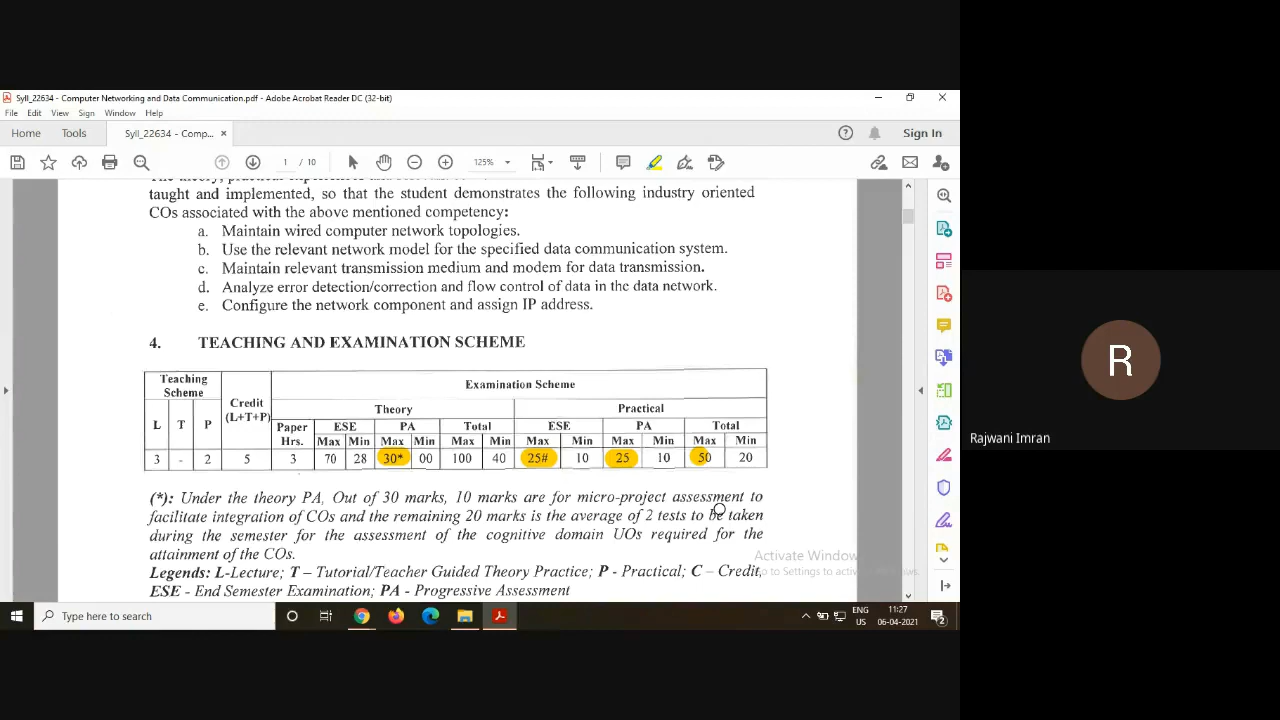 Syll_22634 - Computer Networking and Data Communication.pdf - Adobe Acrobat Reader DC (32-bit)
File Edit View Sign Window Help
Home Tools Syll_22634 - Comp... × Sign In
1 / 10 125%
taught and implemented, so that the student demonstrates the following industry oriented
COs associated with the above mentioned competency:
a. Maintain wired computer network topologies.
b. Use the relevant network model for the specified data communication system.
c. Maintain relevant transmission medium and modem for data transmission.
d. Analyze error detection/correction and flow control of data in the data network.
e. Configure the network component and assign IP address.
4. TEACHING AND EXAMINATION SCHEME
Teaching Scheme Credit (L+T+P) Examination Scheme
L T P Theory Practical
Paper Hrs. ESE PA Total ESE PA Total
Max Min Max Min Max Min Max Min Max Min Max Min
3 - 2 5 3 70 28 30* 00 100 40 25# 10 25 10 50 20
(*): Under the theory PA, Out of 30 marks, 10 marks are for micro-project assessment to
facilitate integration of COs and the remaining 20 marks is the average of 2 tests to be taken
during the semester for the assessment of the cognitive domain UOs required for the
attainment of the COs.
Legends: L-Lecture; T – Tutorial/Teacher Guided Theory Practice; P - Practical; C – Credit,
ESE - End Semester Examination; PA - Progressive Assessment
Activate Window
o to Settings to activ
Type here to search
ENG
US
11:27
06-04-2021
2
R
Rajwani Imran